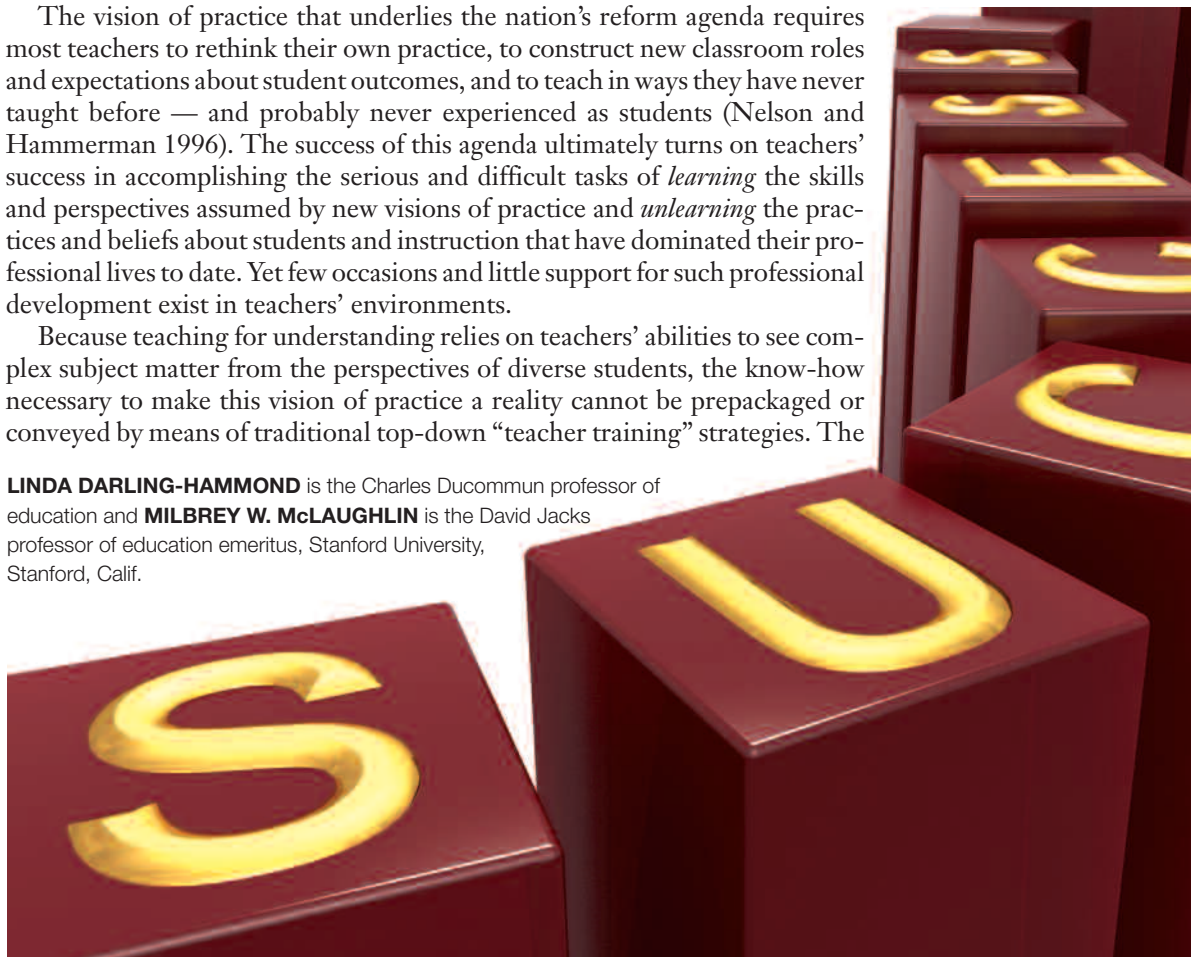 The vision of practice that underlies the nation’s reform agenda requires
most teachers to rethink their own practice, to construct new classroom roles
and expectations about student outcomes, and to teach in ways they have never
taught before — and probably never experienced as students (Nelson and
Hammerman 1996). The success of this agenda ultimately turns on teachers’
success in accomplishing the serious and difficult tasks of learning the skills
and perspectives assumed by new visions of practice and unlearning the prac-
tices and beliefs about students and instruction that have dominated their pro-
fessional lives to date. Yet few occasions and little support for such professional
development exist in teachers’ environments.
Because teaching for understanding relies on teachers’ abilities to see com-
plex subject matter from the perspectives of diverse students, the know-how
necessary to make this vision of practice a reality cannot be prepackaged or
conveyed by means of traditional top-down “teacher training” strategies. The
LINDA DARLING-HAMMOND is the Charles Ducommun professor of
education and MILBREY W. McLAUGHLIN is the David Jacks
professor of education emeritus, Stanford University,
Stanford, Calif.
S
U
C
C
E
S
S